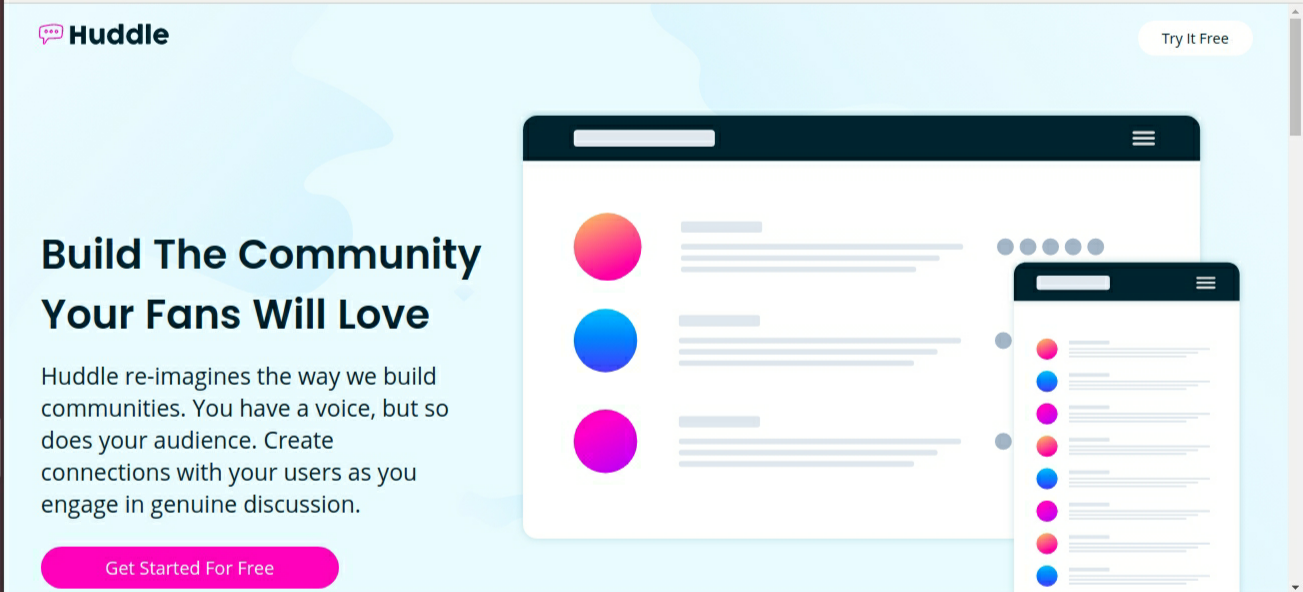 Huddle
Try It Free
Build The Community
Your Fans Will Love
Huddle re-imagines the way we build
communities. You have a voice, but so
does your audience. Create
connections with your users as you
engage in genuine discussion.
Get Started For Free